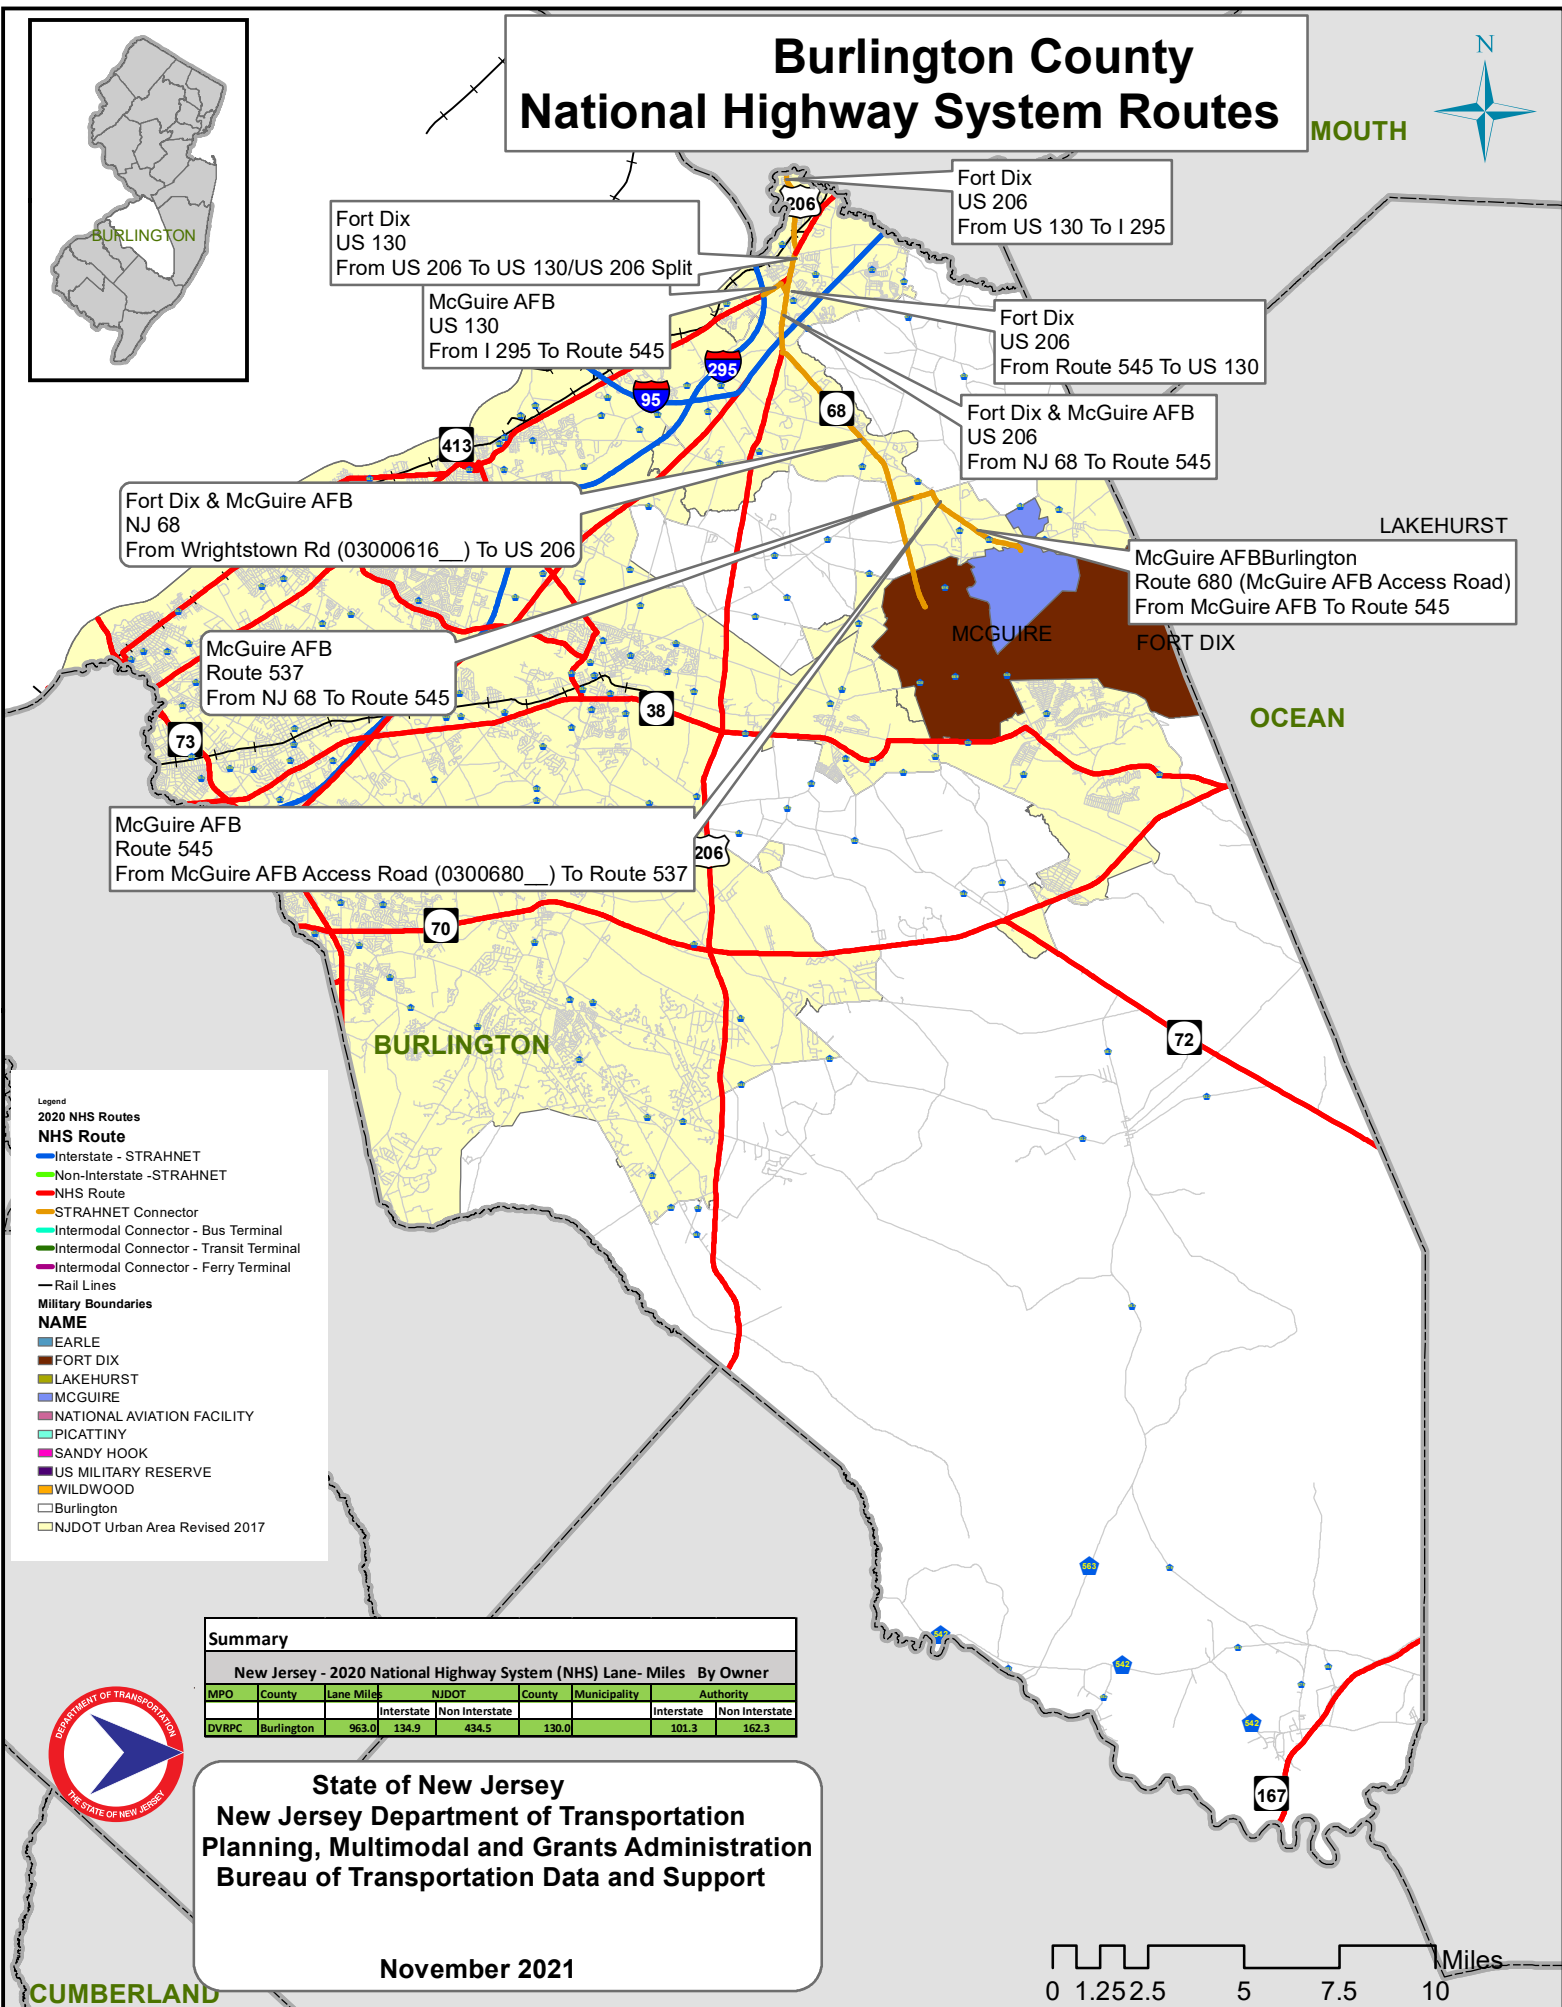 Burlington County
National Highway System Routes
N
MOUTH
BURLINGTON
Fort Dix
US 206
From US 130 To I 295
206
Fort Dix
US 130
From US 206 To US 130/US 206 Split
McGuire AFB
US 130
From I 295 To Route 545
Fort Dix
US 206
From Route 545 To US 130
295
95
68
Fort Dix & McGuire AFB
US 206
From NJ 68 To Route 545
413
Fort Dix & McGuire AFB
NJ 68
From Wrightstown Rd (03000616__) To US 206
LAKEHURST
McGuire AFBBurlington
Route 680 (McGuire AFB Access Road)
From McGuire AFB To Route 545
MCGUIRE
FORT DIX
McGuire AFB
Route 537
From NJ 68 To Route 545
38
OCEAN
73
McGuire AFB
Route 545
From McGuire AFB Access Road (0300680__) To Route 537
206
70
72
BURLINGTON
Legend
2020 NHS Routes
NHS Route
Interstate - STRAHNET
Non-Interstate -STRAHNET
NHS Route
STRAHNET Connector
Intermodal Connector - Bus Terminal
Intermodal Connector - Transit Terminal
Intermodal Connector - Ferry Terminal
Rail Lines
Military Boundaries
NAME
EARLE
FORT DIX
LAKEHURST
MCGUIRE
NATIONAL AVIATION FACILITY
PICATTINY
SANDY HOOK
US MILITARY RESERVE
WILDWOOD
Burlington
NJDOT Urban Area Revised 2017
563
542
542
542
167
Summary
New Jersey - 2020 National Highway System (NHS) Lane- Miles By Owner
MPO County Lane Miles NJDOT County Municipality Authority
Interstate Non Interstate Interstate Non Interstate
DVRPC Burlington 963.0 134.9 434.5 130.0 101.3 162.3
DEPARTMENT OF TRANSPORTATION
THE STATE OF NEW JERSEY
State of New Jersey
New Jersey Department of Transportation
Planning, Multimodal and Grants Administration
Bureau of Transportation Data and Support
November 2021
CUMBERLAND
Miles
0 1.25 2.5 5 7.5 10